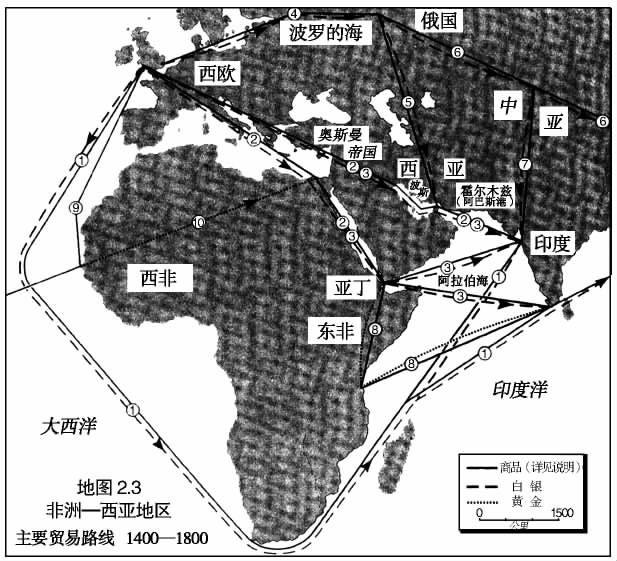 ④
俄国
波罗的海
西欧
⑥
中
亚
⑥
⑤
①
②
奥斯曼
帝国
②
③
西
亚
波斯
霍尔木兹
(阿巴斯港)
⑦
②
③
⑨
⑩
②
③
印度
③
①
西非
亚丁
阿拉伯海
③
东非
⑧
⑧
①
印度洋
大西洋
①
地图 2.3
非洲—西亚地区
主要贸易路线 1400—1800
商品(详见说明)
白银
黄金
0 1500
公里